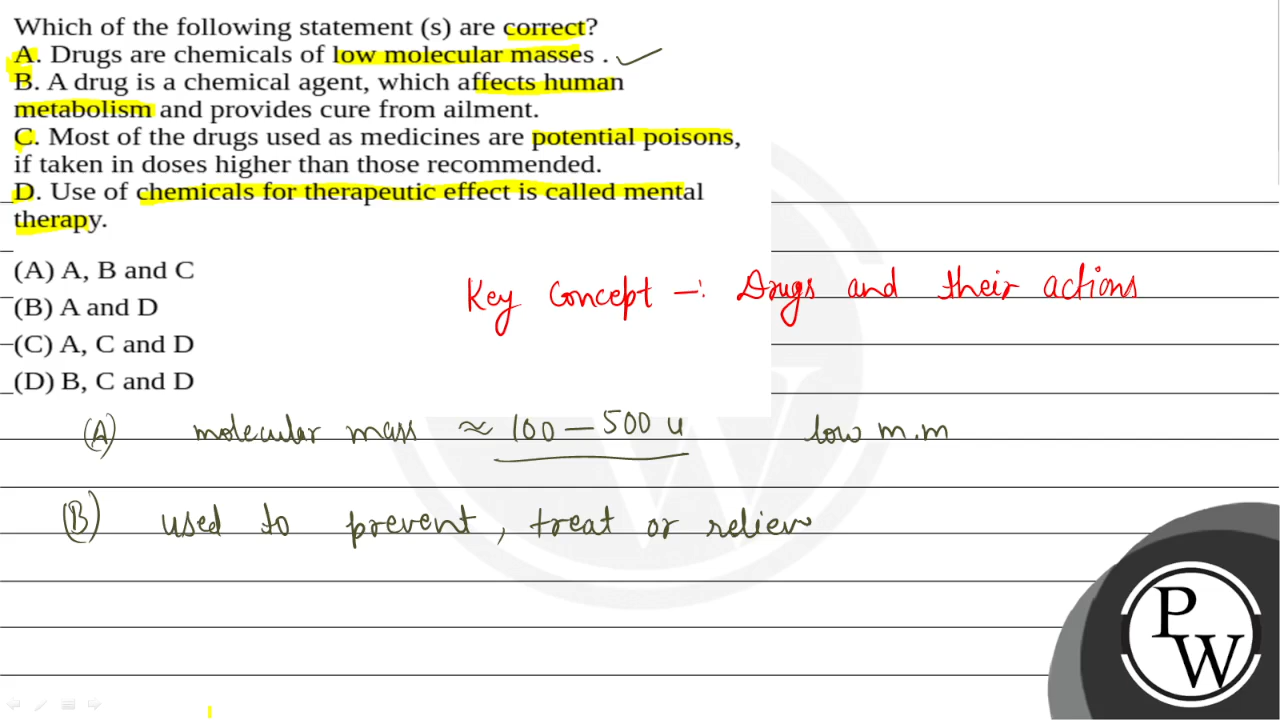 Which of the following statement (s) are correct?
A. Drugs are chemicals of low molecular masses .
B. A drug is a chemical agent, which affects human
metabolism and provides cure from ailment.
C. Most of the drugs used as medicines are potential poisons,
if taken in doses higher than those recommended.
D. Use of chemicals for therapeutic effect is called mental
therapy.
(A) A, B and C
(B) A and D
(C) A, C and D
(D) B, C and D
Key Concept -: Drugs and their actions
(A) molecular mass ≈ 100 - 500 u low m.m
(B) used to prevent, treat or reliev
P
W